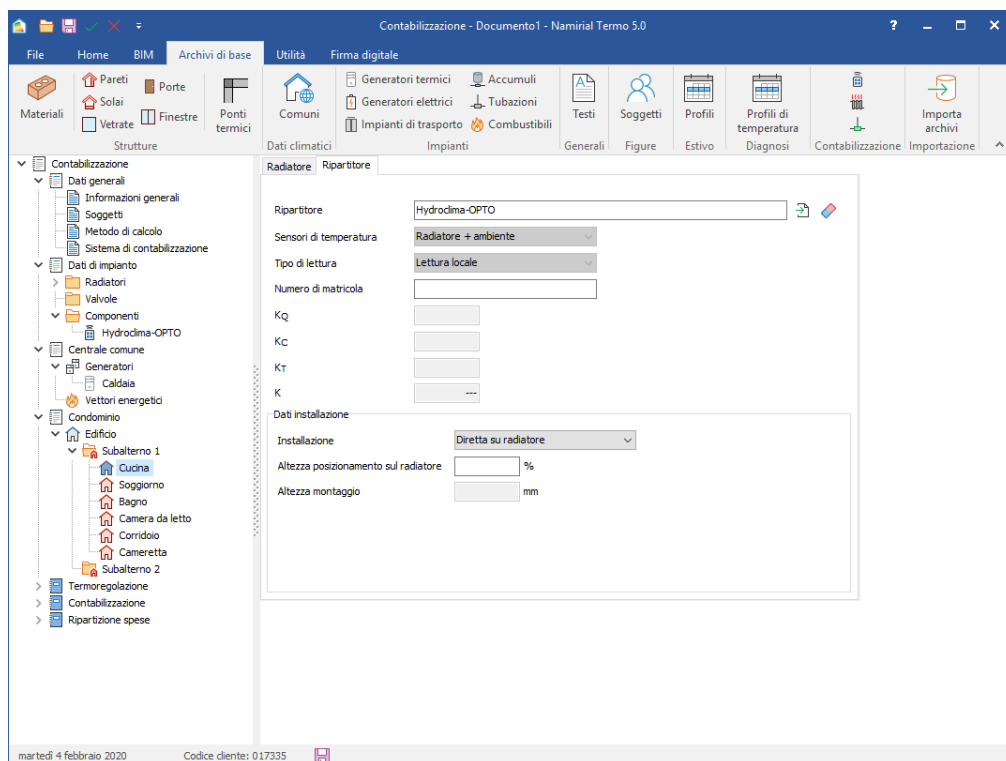 Contabilizzazione - Documento1 - Namirial Termo 5.0
File Home BIM Archivi di base Utilità Firma digitale
Materiali
Pareti
Solai
Vetrate
Porte
Finestre
Ponti
termici
Strutture
Comuni
Dati climatici
Generatori termici
Generatori elettrici
Impianti di trasporto
Accumuli
Tubazioni
Combustibili
Impianti
Testi
Generali
Soggetti
Figure
Profili
Estivo
Profili di
temperatura
Diagnosi
Contabilizzazione
Importa
archivi
Importazione
Contabilizzazione
Dati generali
Informazioni generali
Soggetti
Metodo di calcolo
Sistema di contabilizzazione
Dati di impianto
Radiatori
Valvole
Componenti
Hydroclima-OPTO
Centrale comune
Generatori
Caldaia
Vettori energetici
Condominio
Edificio
Subalterno 1
Cucina
Soggiorno
Bagno
Camera da letto
Corridoio
Cameretta
Subalterno 2
Termoregolazione
Contabilizzazione
Ripartizione spese
Radiatore Ripartitore
Ripartitore Hydroclima-OPTO
Sensori di temperatura Radiatore + ambiente
Tipo di lettura Lettura locale
Numero di matricola
KQ
KC
KT
K ---
Dati installazione
Installazione Diretta su radiatore
Altezza posizionamento sul radiatore %
Altezza montaggio mm
martedì 4 febbraio 2020 Codice cliente: 017335